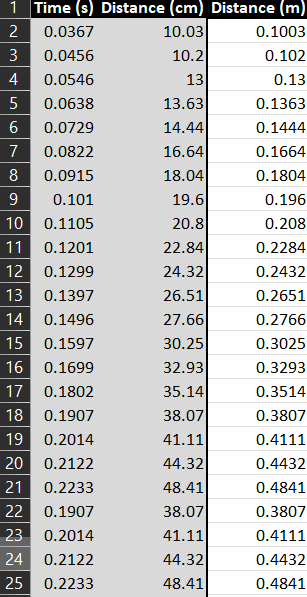 1 Time (s) Distance (cm) Distance (m)
2 0.0367 10.03 0.1003
3 0.0456 10.2 0.102
4 0.0546 13 0.13
5 0.0638 13.63 0.1363
6 0.0729 14.44 0.1444
7 0.0822 16.64 0.1664
8 0.0915 18.04 0.1804
9 0.101 19.6 0.196
10 0.1105 20.8 0.208
11 0.1201 22.84 0.2284
12 0.1299 24.32 0.2432
13 0.1397 26.51 0.2651
14 0.1496 27.66 0.2766
15 0.1597 30.25 0.3025
16 0.1699 32.93 0.3293
17 0.1802 35.14 0.3514
18 0.1907 38.07 0.3807
19 0.2014 41.11 0.4111
20 0.2122 44.32 0.4432
21 0.2233 48.41 0.4841
22 0.1907 38.07 0.3807
23 0.2014 41.11 0.4111
24 0.2122 44.32 0.4432
25 0.2233 48.41 0.4841